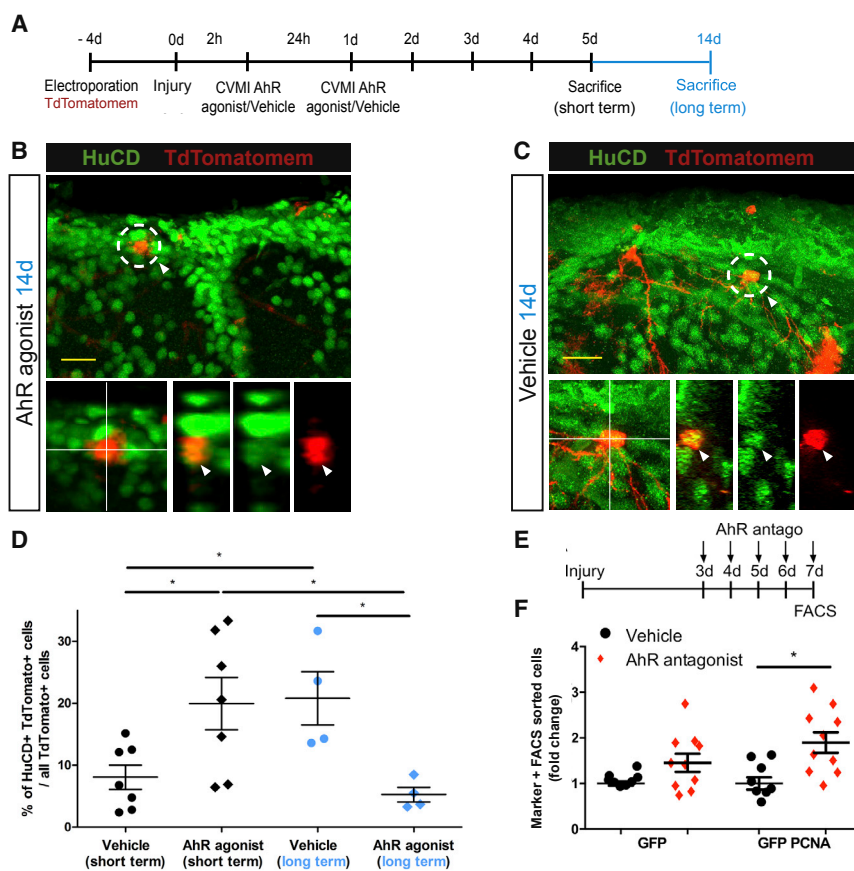 A
- 4d 0d 2h 24h 1d 2d 3d 4d 5d 14d
Electroporation
TdTomatomem
Injury
CVMI AhR
agonist/Vehicle
CVMI AhR
agonist/Vehicle
Sacrifice
(short term)
Sacrifice
(long term)
B
HuCD TdTomatomem
AhR agonist 14d
C
HuCD TdTomatomem
Vehicle 14d
D
* * * *
% of HuCD+ TdTomato+ cells
/ all TdTomato+ cells
30
20
10
0
Vehicle
(short term)
AhR agonist
(short term)
Vehicle
(long term)
AhR agonist
(long term)
E
AhR antago
Injury 3d 4d 5d 6d 7d
FACS
F
Vehicle
AhR antagonist
*
Marker + FACS sorted cells
(fold change)
4
3
2
1
0
GFP GFP PCNA